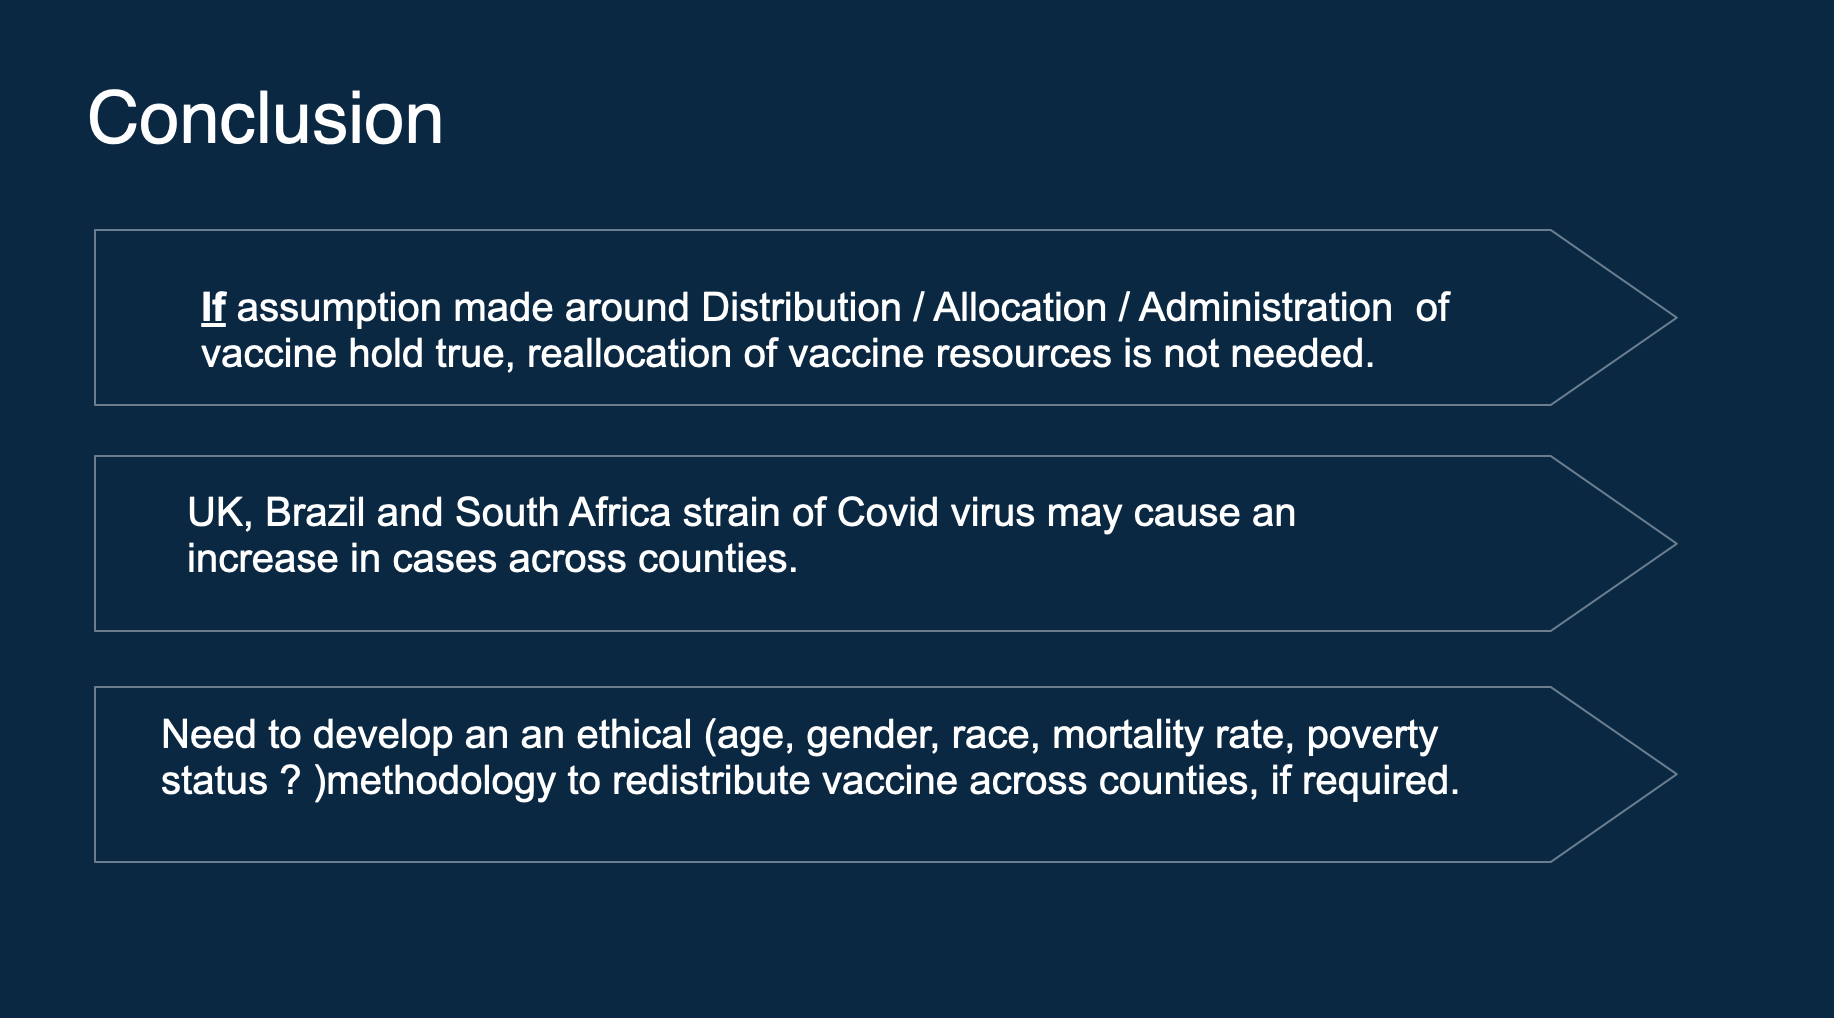 Conclusion
If assumption made around Distribution / Allocation / Administration  of
vaccine hold true, reallocation of vaccine resources is not needed.
UK, Brazil and South Africa strain of Covid virus may cause an
increase in cases across counties.
Need to develop an an ethical (age, gender, race, mortality rate, poverty
status ? )methodology to redistribute vaccine across counties, if required.